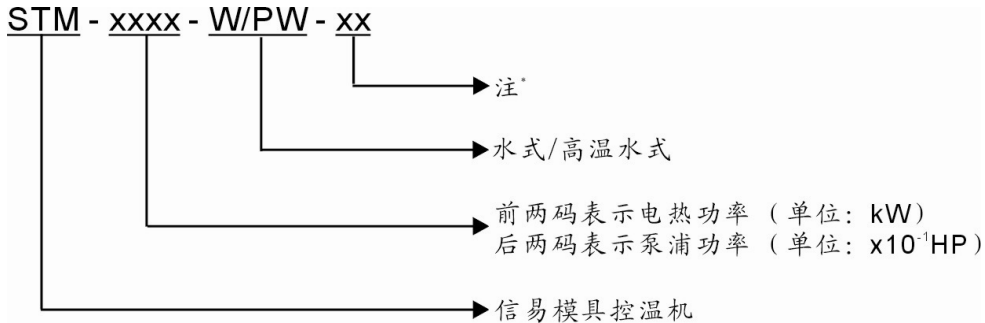 STM - xxxx - W/PW - xx
注*
水式/高温水式
前两码表示电热功率（单位：kW）
后两码表示泵浦功率（单位：x10⁻¹HP）
信易模具控温机